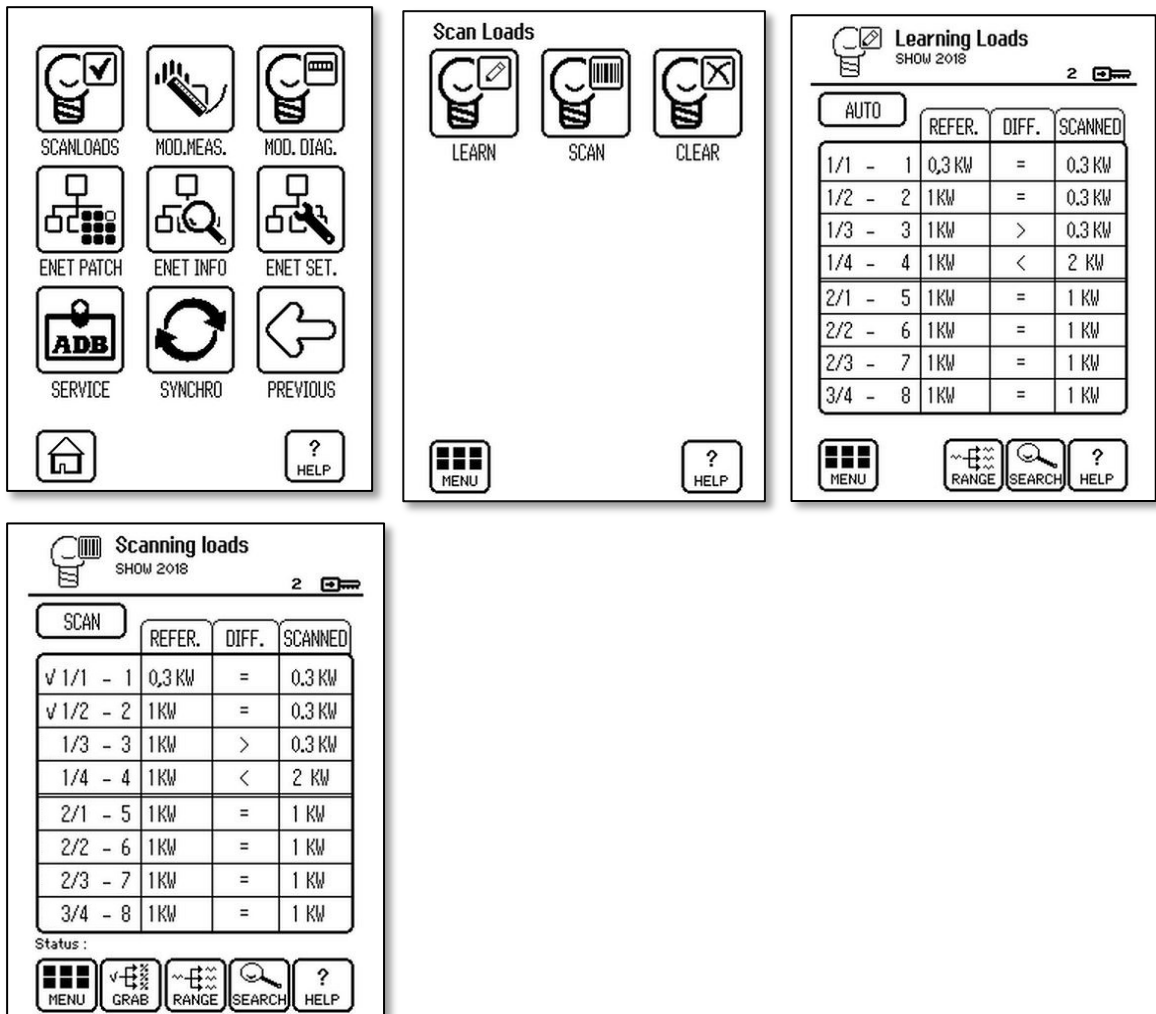 SCANLOADS MOD.MEAS. MOD. DIAG.
ENET PATCH ENET INFO ENET SET.
ADB
SERVICE SYNCHRO PREVIOUS
?
HELP
Scan Loads
LEARN SCAN CLEAR
MENU
?
HELP
Learning Loads
SHOW 2018
2
AUTO REFER. DIFF. SCANNED
1/1 - 1 0,3 KW = 0.3 KW
1/2 - 2 1KW = 0.3 KW
1/3 - 3 1KW > 0.3 KW
1/4 - 4 1KW < 2 KW
2/1 - 5 1KW = 1 KW
2/2 - 6 1KW = 1 KW
2/3 - 7 1KW = 1 KW
3/4 - 8 1KW = 1 KW
?
MENU RANGE SEARCH HELP
Scanning loads
SHOW 2018
2
SCAN REFER. DIFF. SCANNED
√ 1/1 - 1 0,3 KW = 0.3 KW
√ 1/2 - 2 1KW = 0.3 KW
1/3 - 3 1KW > 0.3 KW
1/4 - 4 1KW < 2 KW
2/1 - 5 1KW = 1 KW
2/2 - 6 1KW = 1 KW
2/3 - 7 1KW = 1 KW
3/4 - 8 1KW = 1 KW
Status :
?
MENU GRAB RANGE SEARCH HELP